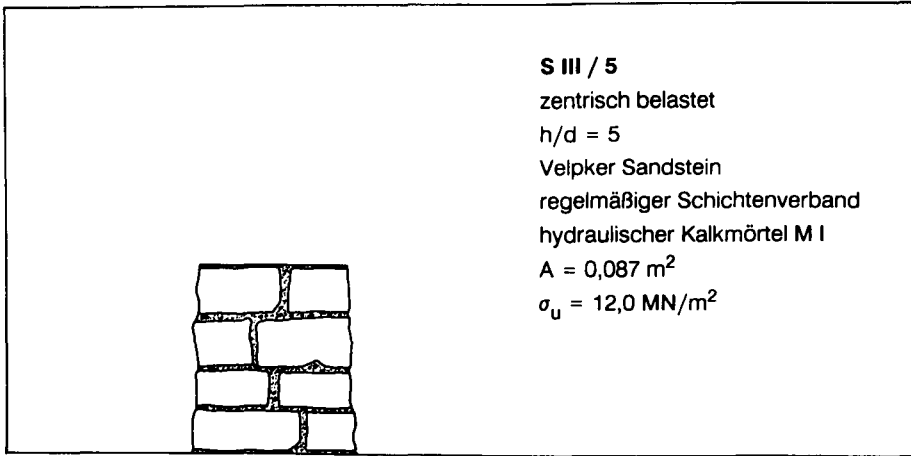 S III / 5
zentrisch belastet
h/d = 5
Velpker Sandstein
regelmäßiger Schichtenverband
hydraulischer Kalkmörtel M I
A = 0,087 m²
σu = 12,0 MN/m²